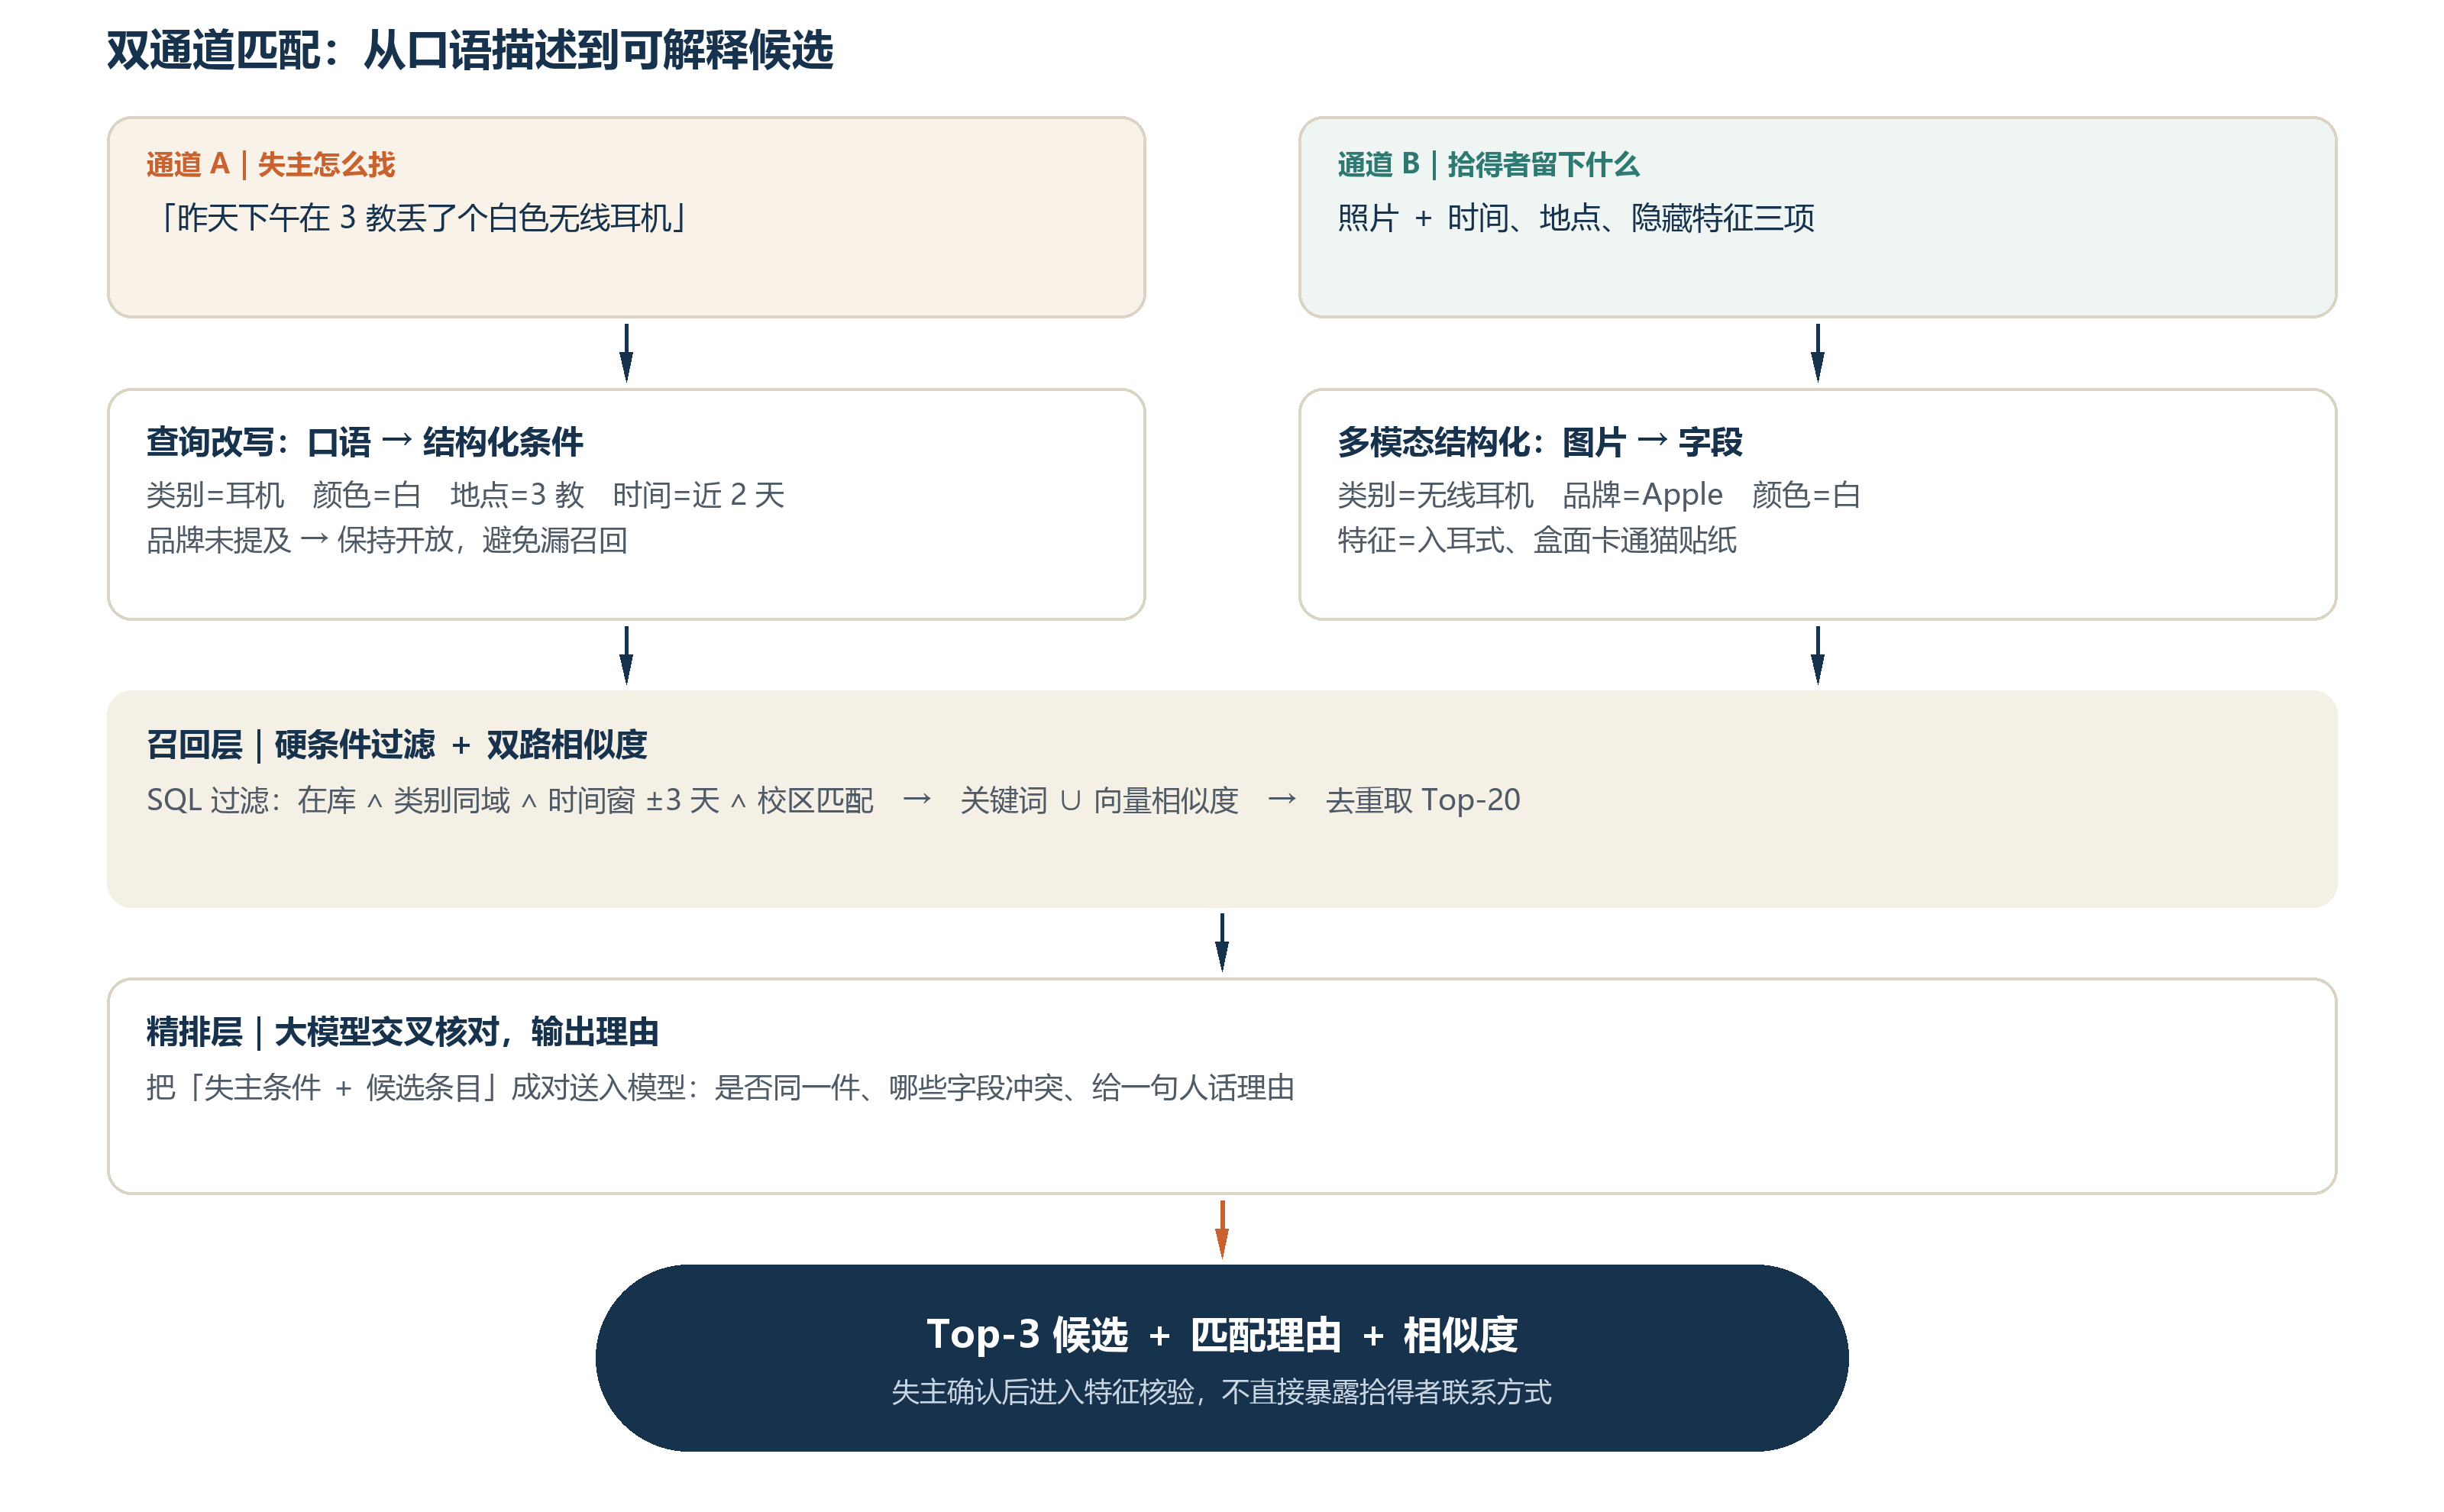 双通道匹配：从口语描述到可解释候选
通道 A｜失主怎么找
「昨天下午在 3 教丢了个白色无线耳机」
通道 B｜拾得者留下什么
照片 + 时间、地点、隐藏特征三项
查询改写：口语 → 结构化条件
类别=耳机　颜色=白　地点=3 教　时间=近 2 天
品牌未提及 → 保持开放，避免漏召回
多模态结构化：图片 → 字段
类别=无线耳机　品牌=Apple　颜色=白
特征=入耳式、盒面卡通猫贴纸
召回层｜硬条件过滤 + 双路相似度
SQL 过滤：在库 ∧ 类别同域 ∧ 时间窗 ±3 天 ∧ 校区匹配　→　关键词 ∪ 向量相似度　→　去重取 Top-20
精排层｜大模型交叉核对，输出理由
把「失主条件 + 候选条目」成对送入模型：是否同一件、哪些字段冲突、给一句人话理由
Top-3 候选 + 匹配理由 + 相似度
失主确认后进入特征核验，不直接暴露拾得者联系方式